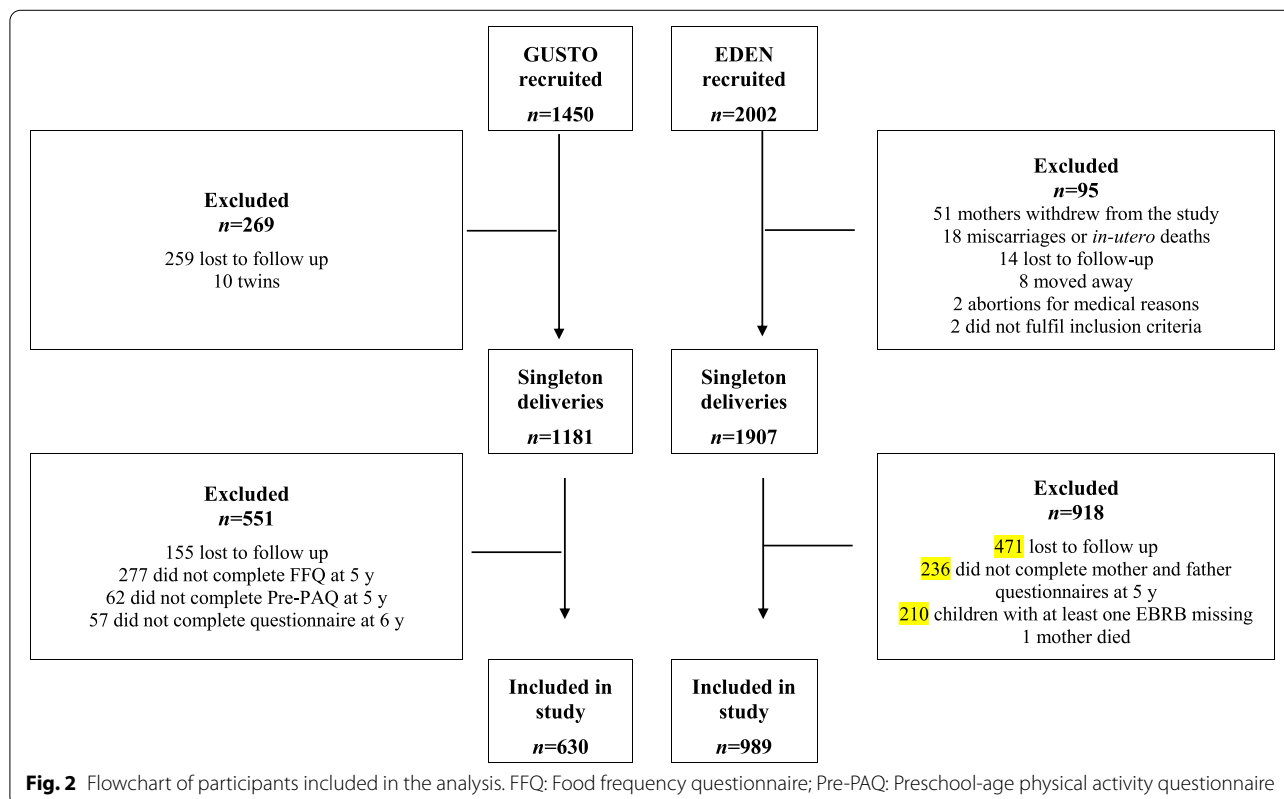 GUSTO
recruited
n=1450
EDEN
recruited
n=2002
Excluded
n=269
259 lost to follow up
10 twins
Excluded
n=95
51 mothers withdrew from the study
18 miscarriages or in-utero deaths
14 lost to follow-up
8 moved away
2 abortions for medical reasons
2 did not fulfil inclusion criteria
Singleton
deliveries
n=1181
Singleton
deliveries
n=1907
Excluded
n=551
155 lost to follow up
277 did not complete FFQ at 5 y
62 did not complete Pre-PAQ at 5 y
57 did not complete questionnaire at 6 y
Excluded
n=918
471 lost to follow up
236 did not complete mother and father
questionnaires at 5 y
210 children with at least one EBRB missing
1 mother died
Included in
study
n=630
Included in
study
n=989
Fig. 2 Flowchart of participants included in the analysis. FFQ: Food frequency questionnaire; Pre-PAQ: Preschool-age physical activity questionnaire